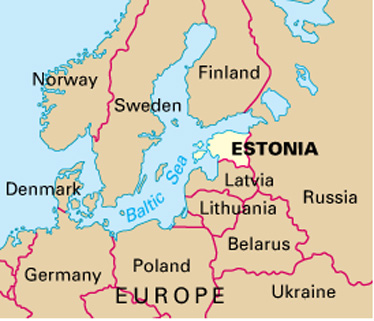 Norway
Finland
Sweden
ESTONIA
Baltic Sea
Latvia
Denmark
Russia
Lithuania
Belarus
Germany
Poland
Ukraine
EUROPE